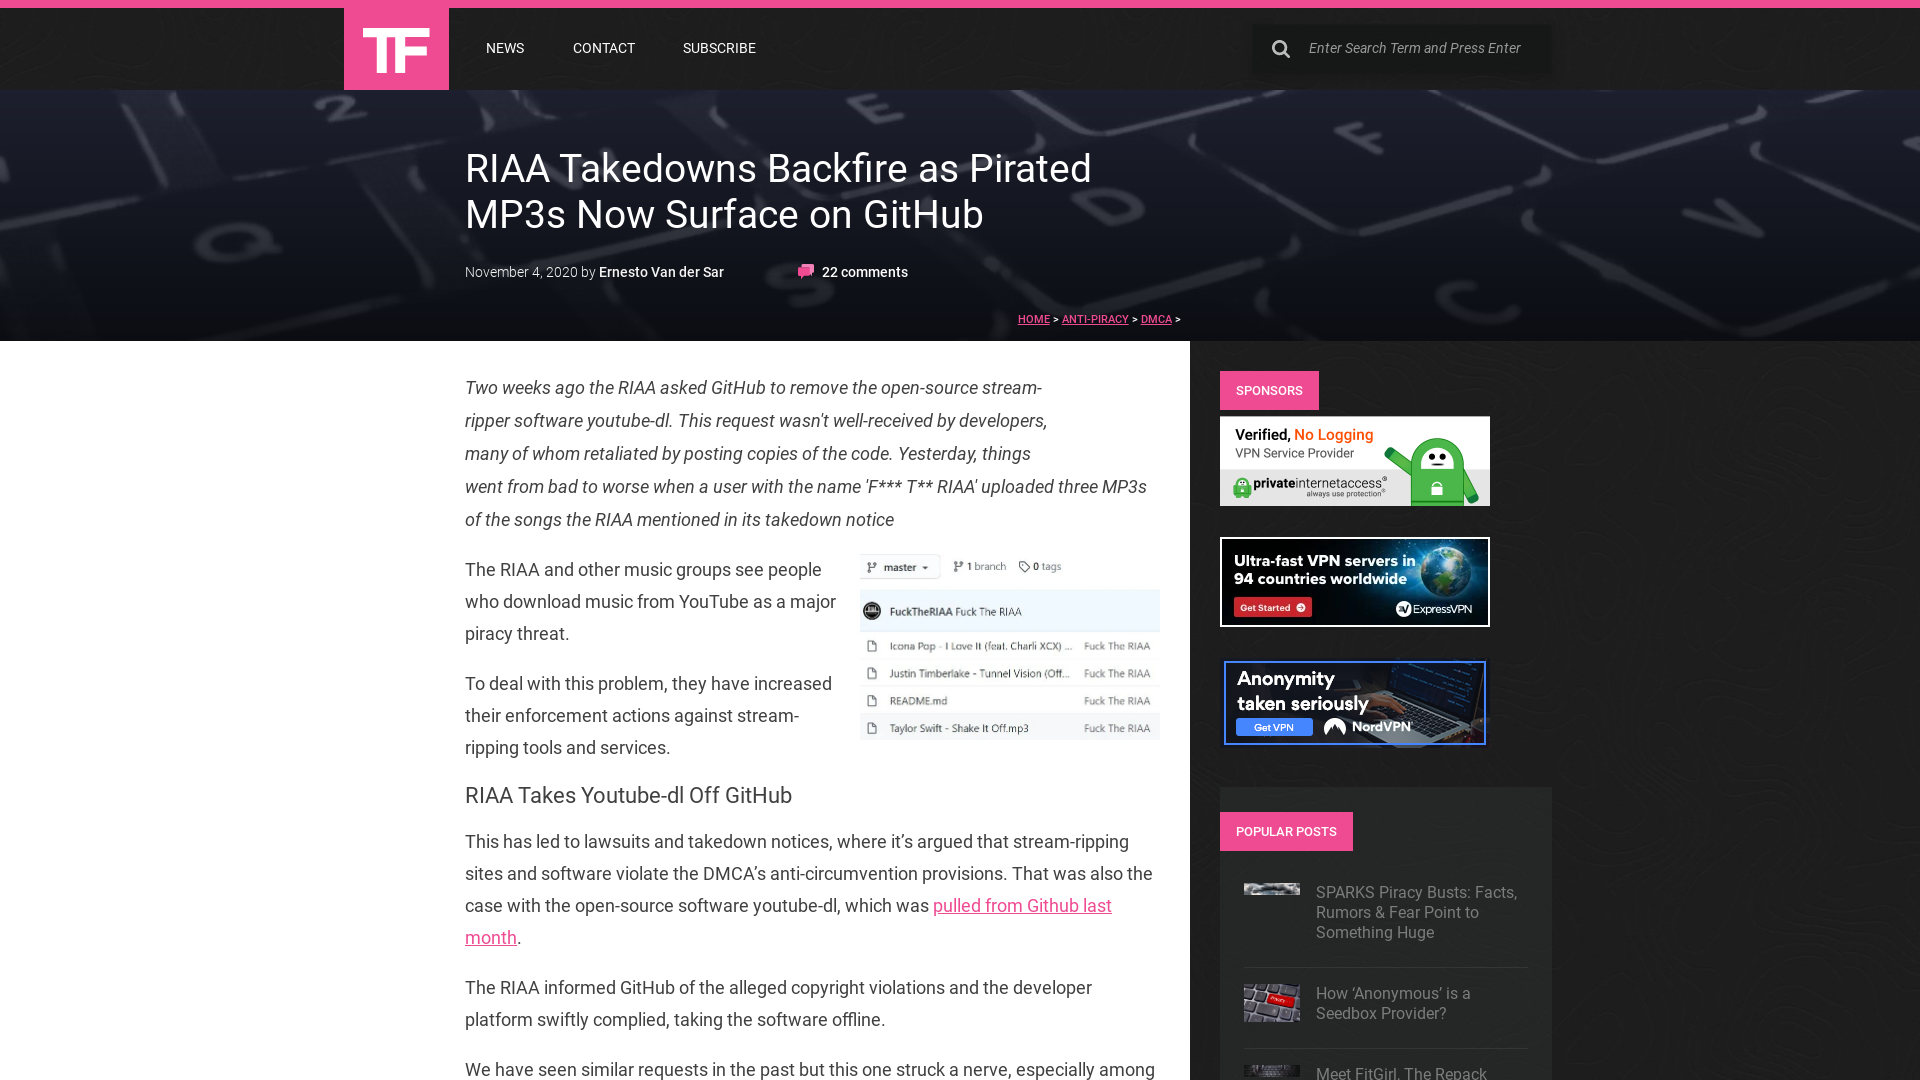 TF
NEWS
CONTACT
SUBSCRIBE
Enter Search Term and Press Enter
RIAA Takedowns Backfire as Pirated
MP3s Now Surface on GitHub
November 4, 2020 by Ernesto Van der Sar
22 comments
HOME > ANTI-PIRACY > DMCA >
Two weeks ago the RIAA asked GitHub to remove the open-source stream-
ripper software youtube-dl. This request wasn't well-received by developers,
many of whom retaliated by posting copies of the code. Yesterday, things
went from bad to worse when a user with the name 'F*** T** RIAA' uploaded three MP3s
of the songs the RIAA mentioned in its takedown notice
The RIAA and other music groups see people
who download music from YouTube as a major
piracy threat.
To deal with this problem, they have increased
their enforcement actions against stream-
ripping tools and services.
master 1 branch 0 tags
FuckTheRIAA Fuck The RIAA
Icona Pop - I Love It (feat. Charli XCX) ... Fuck The RIAA
Justin Timberlake - Tunnel Vision (Off... Fuck The RIAA
README.md Fuck The RIAA
Taylor Swift - Shake It Off.mp3 Fuck The RIAA
RIAA Takes Youtube-dl Off GitHub
This has led to lawsuits and takedown notices, where it’s argued that stream-ripping
sites and software violate the DMCA’s anti-circumvention provisions. That was also the
case with the open-source software youtube-dl, which was pulled from Github last
month.
The RIAA informed GitHub of the alleged copyright violations and the developer
platform swiftly complied, taking the software offline.
We have seen similar requests in the past but this one struck a nerve, especially among
SPONSORS
Verified, No Logging
VPN Service Provider
privateinternetaccess®
always use protection®
Ultra-fast VPN servers in
94 countries worldwide
Get Started
ExpressVPN
Anonymity
taken seriously
Get VPN
NordVPN
POPULAR POSTS
SPARKS Piracy Busts: Facts,
Rumors & Fear Point to
Something Huge
How ‘Anonymous’ is a
Seedbox Provider?
Meet FitGirl, The Repack